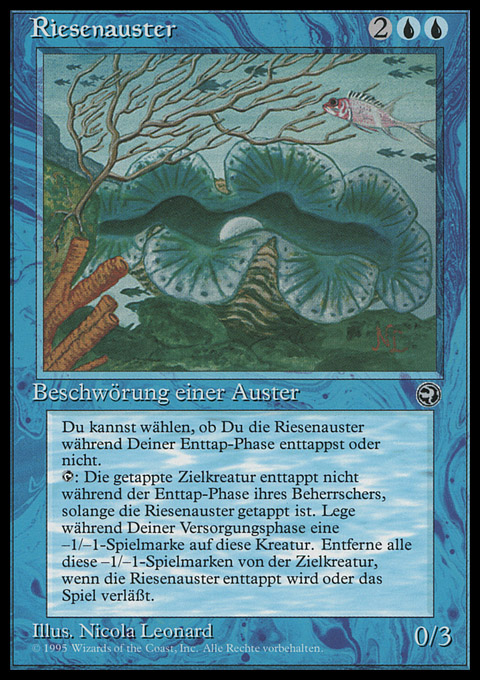 Riesenauster 2
Beschwörung einer Auster
Du kannst wählen, ob Du die Riesenauster
während Deiner Enttap-Phase enttappst oder
nicht.
: Die getappte Zielkreatur enttappt nicht
während der Enttap-Phase ihres Beherrschers,
solange die Riesenauster getappt ist. Lege
während Deiner Versorgungsphase eine
–1/–1-Spielmarke auf diese Kreatur. Entferne alle
diese –1/–1-Spielmarken von der Zielkreatur,
wenn die Riesenauster enttappt wird oder das
Spiel verläßt.
Illus. Nicola Leonard
© 1995 Wizards of the Coast, Inc. Alle Rechte vorbehalten.
0/3